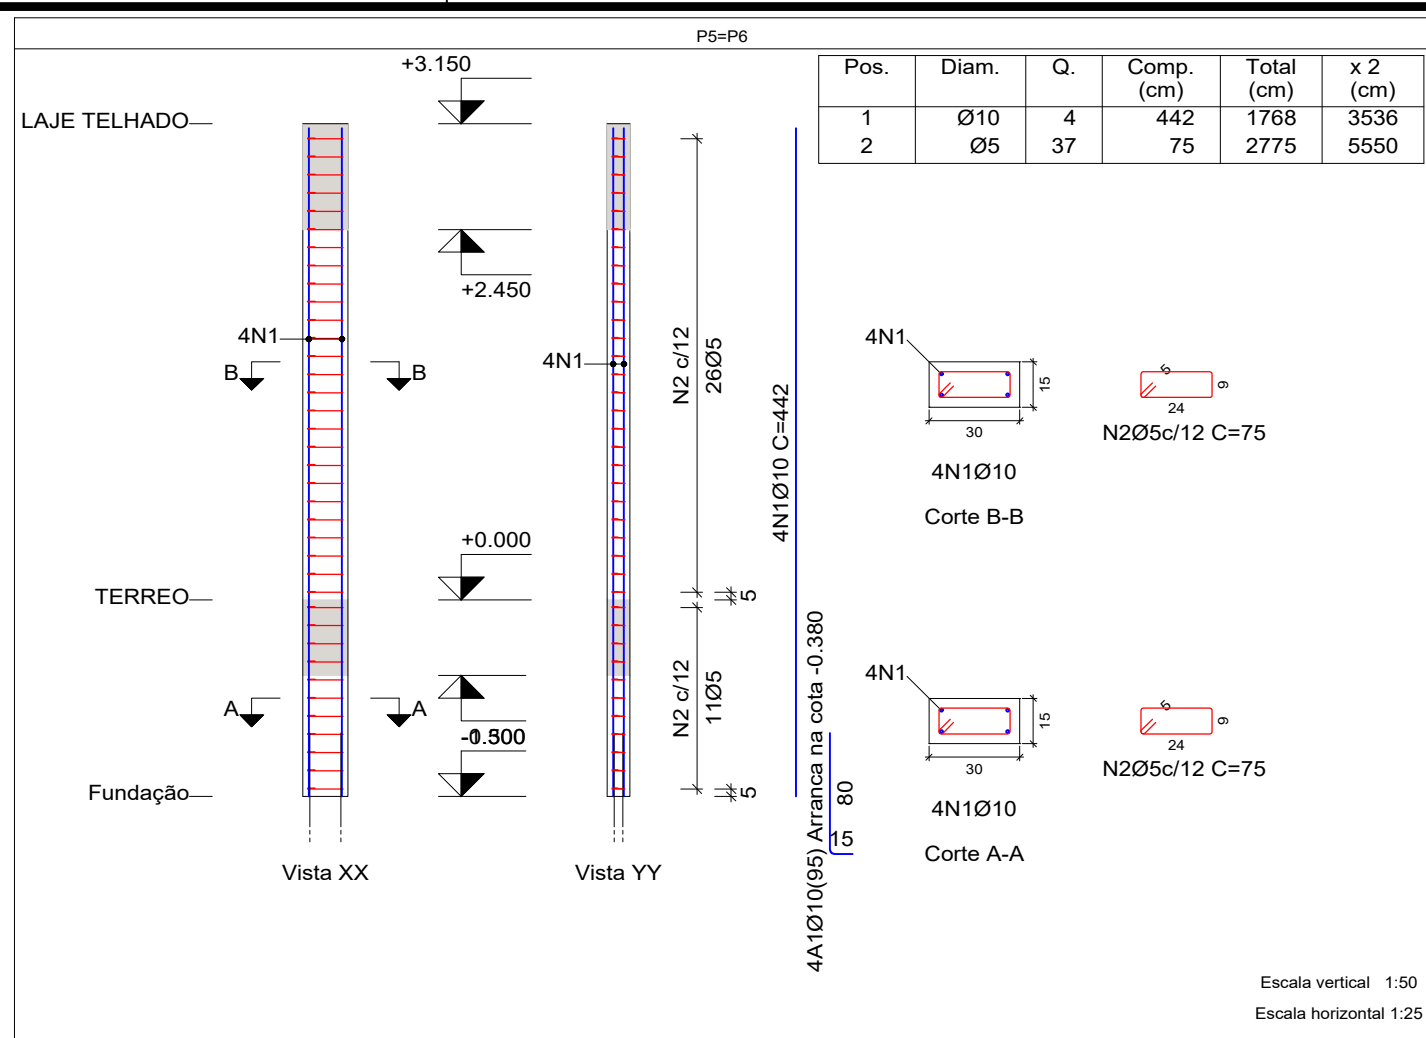 P5=P6
Pos. Diam. Q. Comp. (cm) Total (cm) x 2 (cm)
1 Ø10 4 442 1768 3536
2 Ø5 37 75 2775 5550
+3.150
LAJE TELHADO
+2.450
4N1
4N1
B B
N2 c/12
26Ø5
4N1Ø10 C=442
4N1
15
30
4N1Ø10
Corte B-B
5
9
24
N2Ø5c/12 C=75
+0.000
TERREO
5
N2 c/12
11Ø5
A A
-1.300
Fundação
5
4A1Ø10(95) Arranca na cota -0.380
80
15
4N1
15
30
4N1Ø10
Corte A-A
5
9
24
N2Ø5c/12 C=75
Vista XX
Vista YY
Escala vertical 1:50
Escala horizontal 1:25